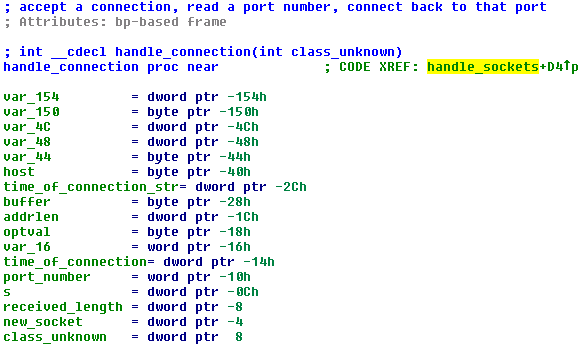 ; accept a connection, read a port number, connect back to that port
; Attributes: bp-based frame
; int __cdecl handle_connection(int class_unknown)
handle_connection proc near ; CODE XREF: handle_sockets+D4↑p
var_154 = dword ptr -154h
var_150 = byte ptr -150h
var_4C = dword ptr -4Ch
var_48 = dword ptr -48h
var_44 = byte ptr -44h
host = byte ptr -40h
time_of_connection_str= dword ptr -2Ch
buffer = byte ptr -28h
addrlen = dword ptr -1Ch
optval = byte ptr -18h
var_16 = word ptr -16h
time_of_connection= dword ptr -14h
port_number = word ptr -10h
s = dword ptr -0Ch
received_length = dword ptr -8
new_socket = dword ptr -4
class_unknown = dword ptr 8